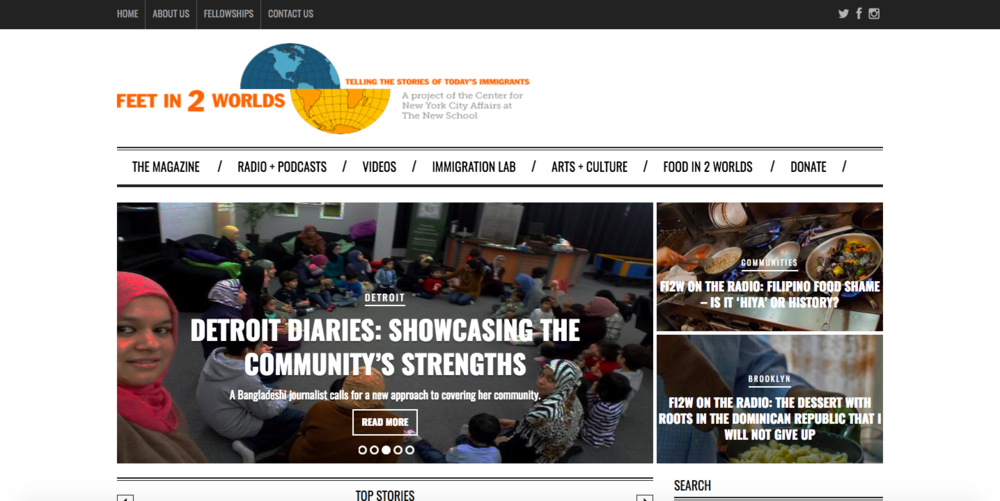 HOME
ABOUT US
FELLOWSHIPS
CONTACT US
FEET IN 2 WORLDS
TELLING THE STORIES OF TODAY'S IMMIGRANTS
A project of the Center for
New York City Affairs at
The New School
THE MAGAZINE / RADIO + PODCASTS / VIDEOS / IMMIGRATION LAB / ARTS + CULTURE / FOOD IN 2 WORLDS / DONATE /
DETROIT
DETROIT DIARIES: SHOWCASING THE
COMMUNITY'S STRENGTHS
A Bangladeshi journalist calls for a new approach to covering her community.
READ MORE
COMMUNITIES
FI2W ON THE RADIO: FILIPINO FOOD SHAME
– IS IT ‘HIYA’ OR HISTORY?
BROOKLYN
FI2W ON THE RADIO: THE DESSERT WITH
ROOTS IN THE DOMINICAN REPUBLIC THAT I
WILL NOT GIVE UP
TOP STORIES
SEARCH